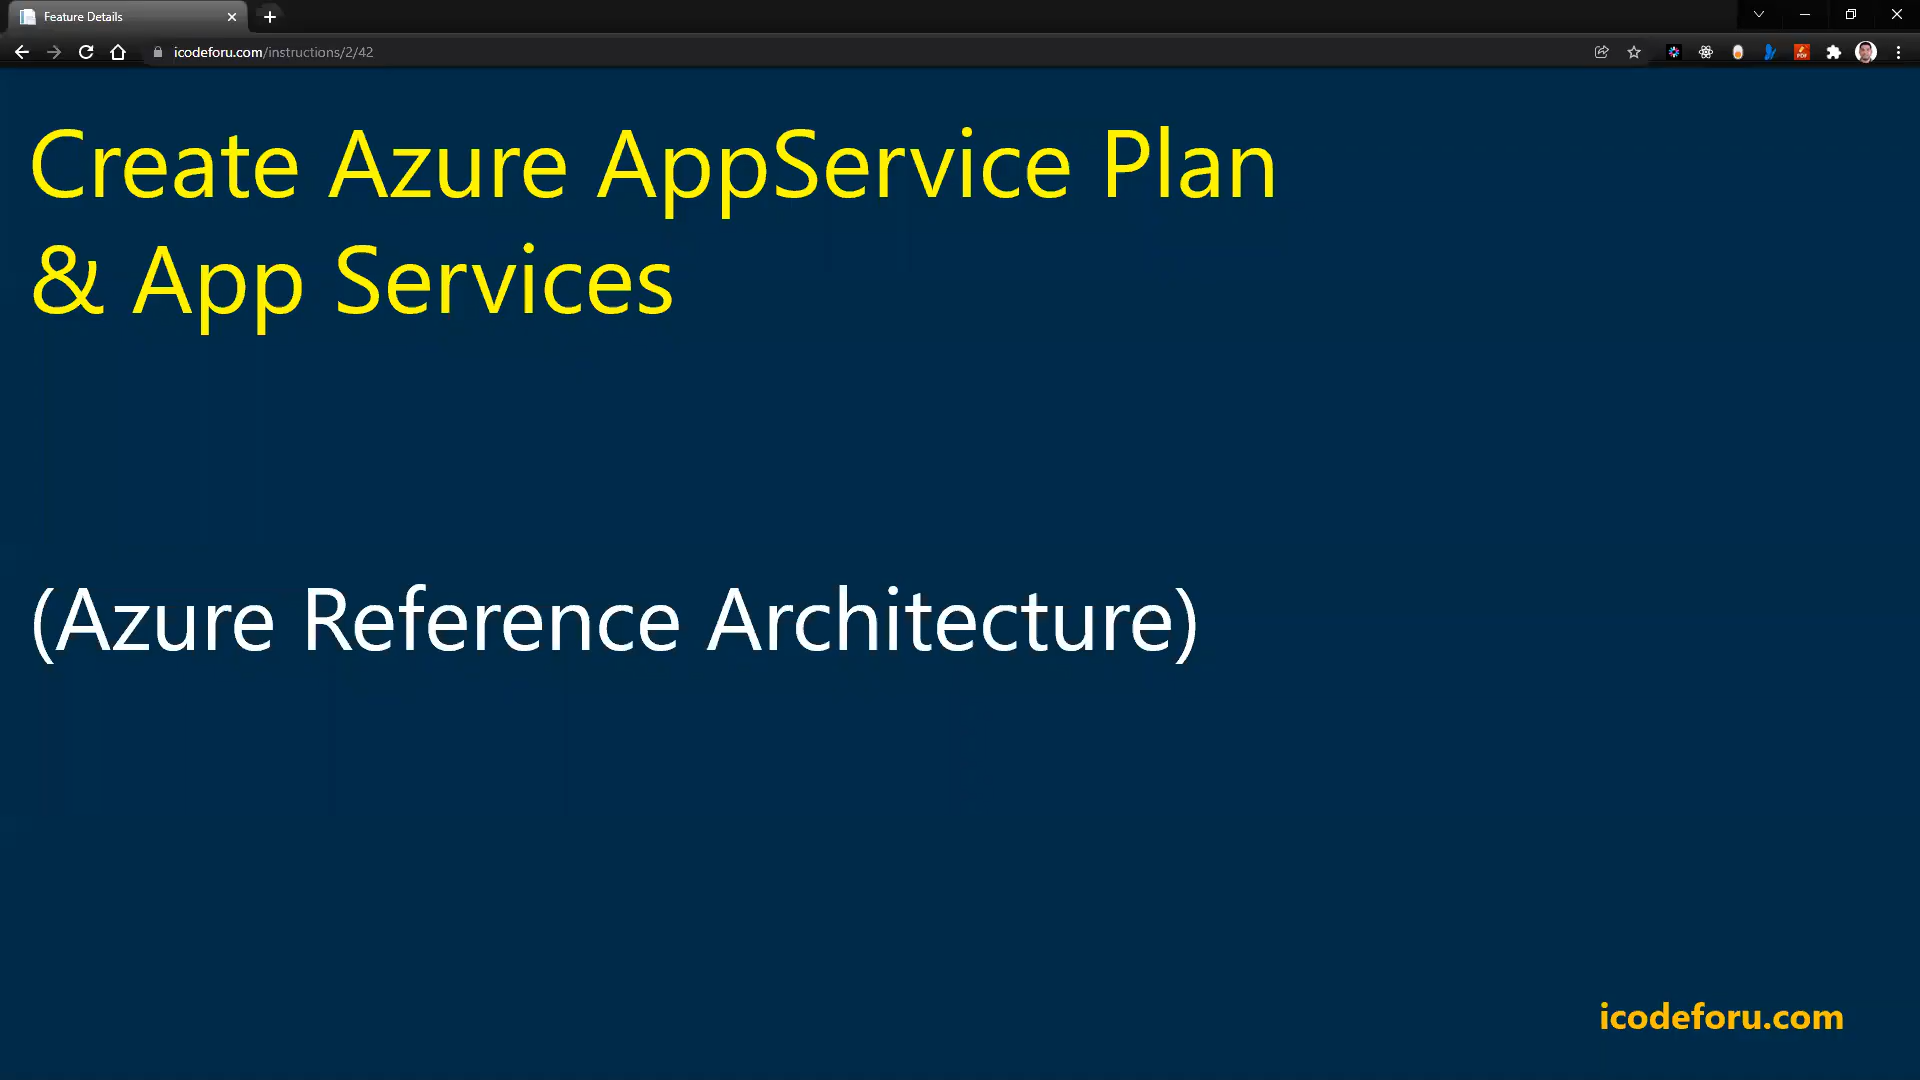 Feature Details
icodeforu.com/instructions/2/42
Create Azure AppService Plan
& App Services
(Azure Reference Architecture)
icodeforu.com